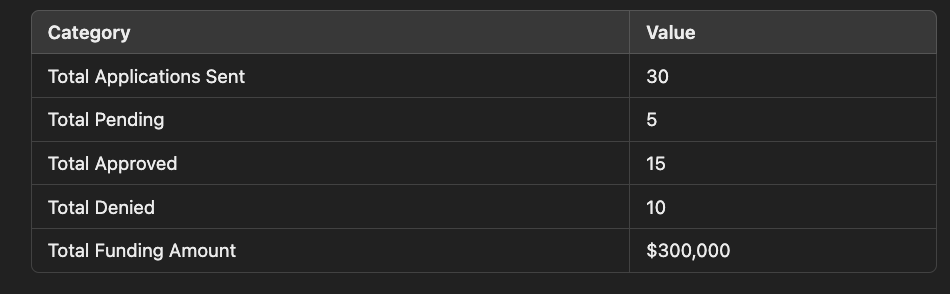 Category Value
Total Applications Sent 30
Total Pending 5
Total Approved 15
Total Denied 10
Total Funding Amount $300,000